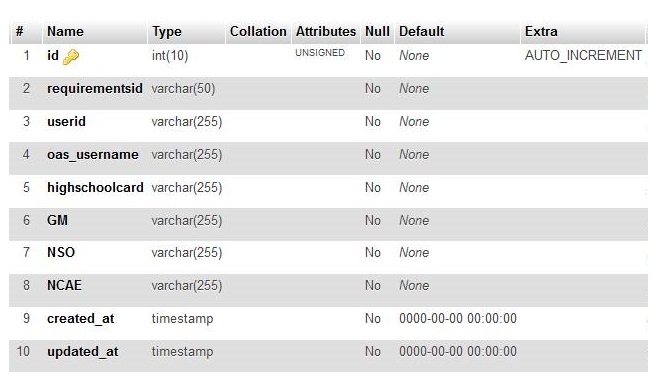 # Name Type Collation Attributes Null Default Extra
1 id int(10) UNSIGNED No None AUTO_INCREMENT
2 requirementsid varchar(50) No None
3 userid varchar(255) No None
4 oas_username varchar(255) No None
5 highschoolcard varchar(255) No None
6 GM varchar(255) No None
7 NSO varchar(255) No None
8 NCAE varchar(255) No None
9 created_at timestamp No 0000-00-00 00:00:00
10 updated_at timestamp No 0000-00-00 00:00:00